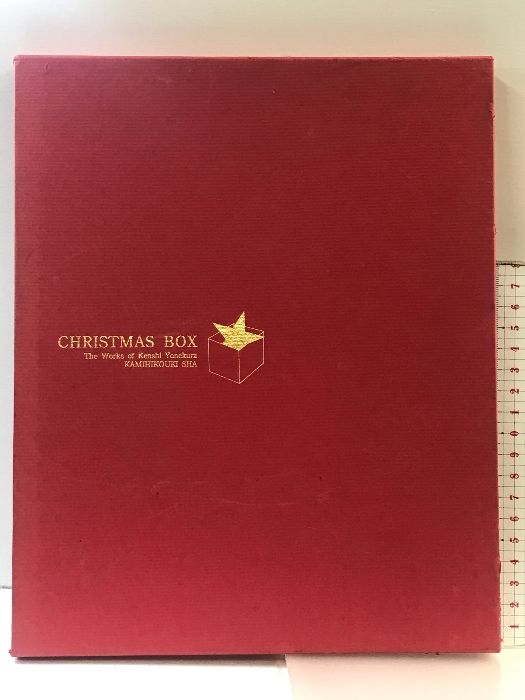 CHRISTMAS BOX
The Works of Kenshi Yonekura
KAMIHIKOUKI SHA